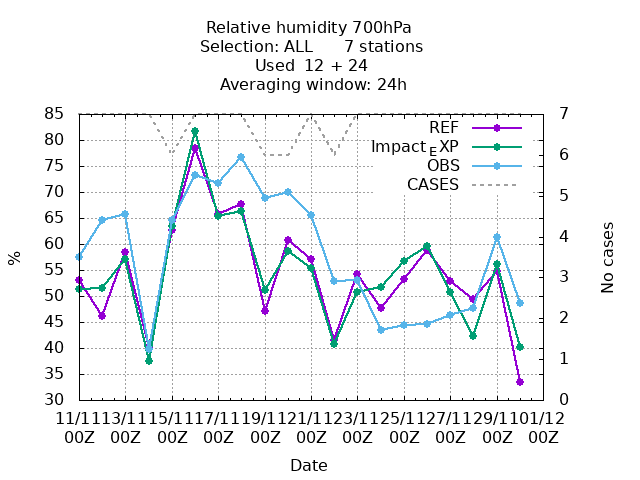 Relative humidity 700hPa
Selection: ALL 7 stations
Used 12 + 24
Averaging window: 24h
85
80
75
70
65
60
55
50
45
40
35
30
%
7
6
5
4
3
2
1
0
No cases
REF
Impact_EXP
OBS
CASES
11/11 13/11 15/11 17/11 19/11 21/11 23/11 25/11 27/11 29/11 01/12
00Z 00Z 00Z 00Z 00Z 00Z 00Z 00Z 00Z 00Z 00Z
Date